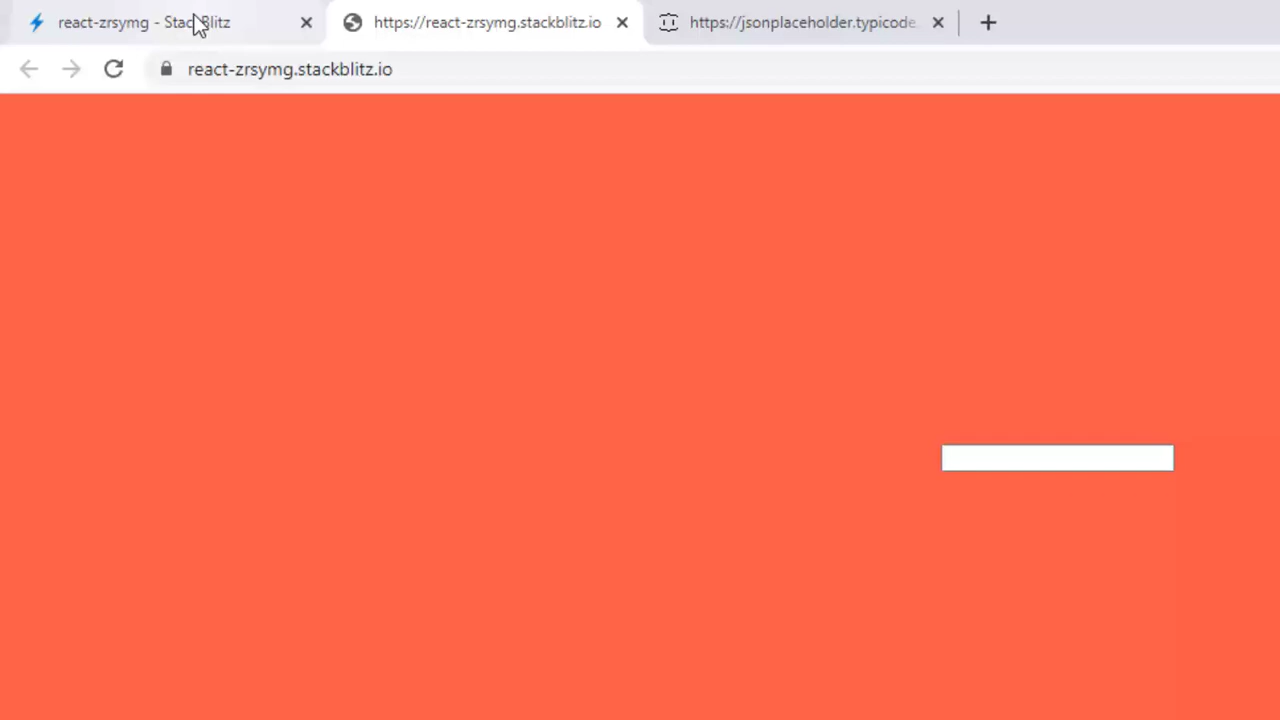 react-zrsymg - StackBlitz
https://react-zrsymg.stackblitz.io
https://jsonplaceholder.typicode.
react-zrsymg.stackblitz.io